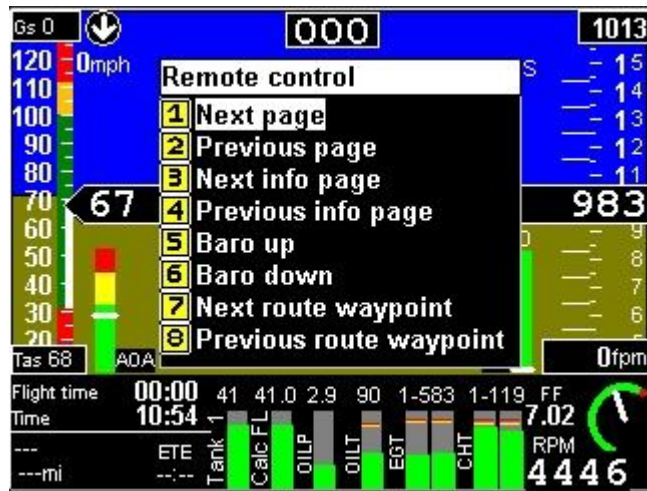 Gs 0
000
1013
0mph
S
120
110
100
90
80
70
60
50
40
30
20
67
983
15
14
13
12
11
9
8
7
6
Remote control
1 Next page
2 Previous page
3 Next info page
4 Previous info page
5 Baro up
6 Baro down
7 Next route waypoint
8 Previous route waypoint
Tas 68
AOA
0fpm
Flight time 00:00
Time 10:54
---
---mi
ETE
--:--
41 41.0 2.9 90 1-583 1-119 FF
7.02
Tank 1
Calc FL
OILP
OILT
EGT
CHT
RPM
4446